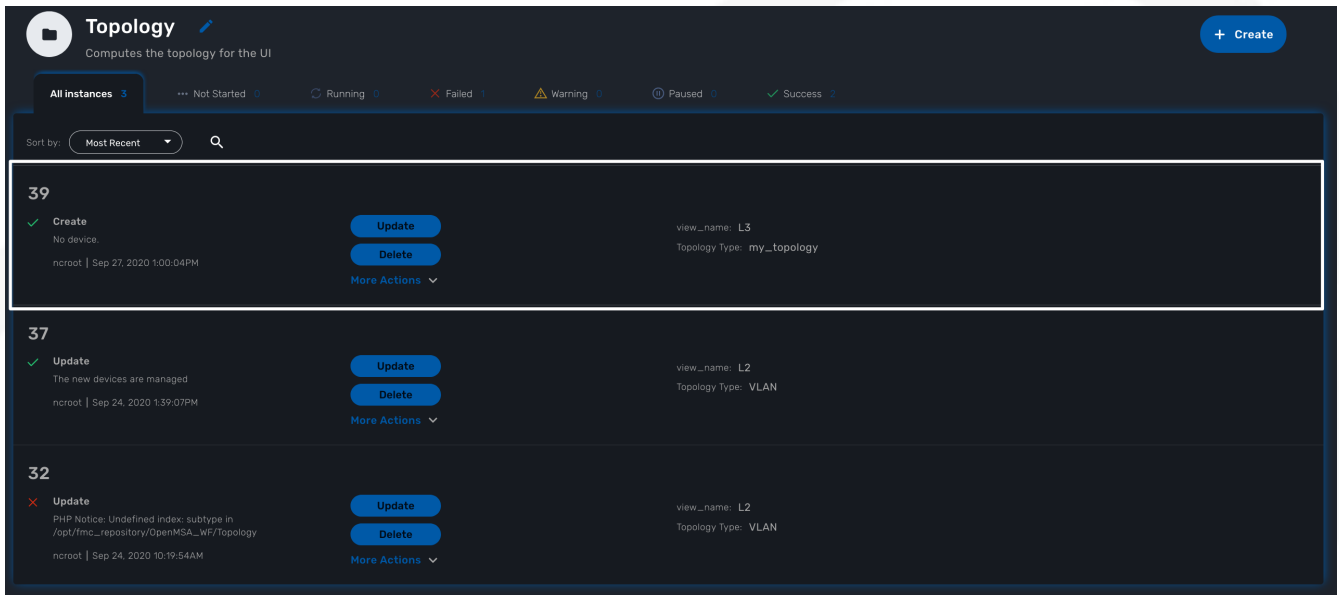 Topology
Computes the topology for the UI
+ Create
All instances 3
Not Started 0
Running 0
Failed 1
Warning 0
Paused 0
Success 2
Sort by: Most Recent
39
Create
No device.
ncroot | Sep 27, 2020 1:00:04PM
Update
Delete
More Actions
view_name: L3
Topology Type: my_topology
37
Update
The new devices are managed
ncroot | Sep 24, 2020 1:39:07PM
Update
Delete
More Actions
view_name: L2
Topology Type: VLAN
32
Update
PHP Notice: Undefined index: subtype in
/opt/fmc_repository/OpenMSA_WF/Topology
ncroot | Sep 24, 2020 10:19:54AM
Update
Delete
More Actions
view_name: L2
Topology Type: VLAN